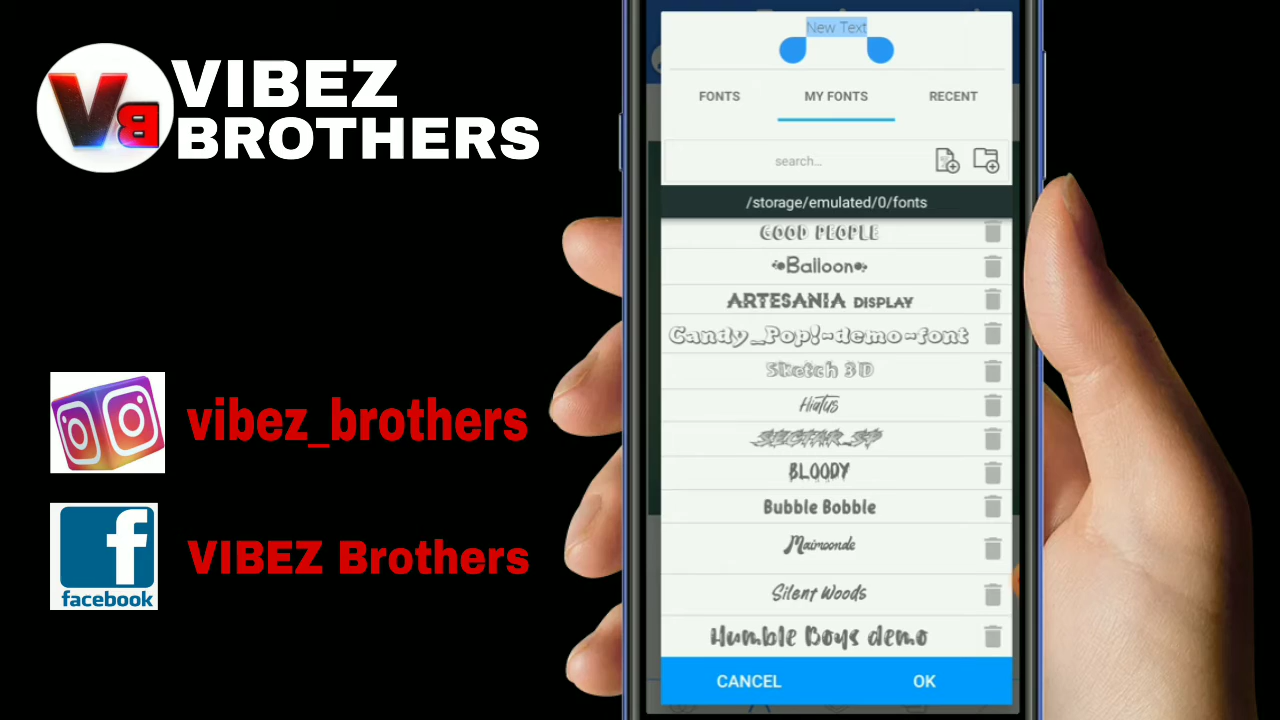 VB
VIBEZ
BROTHERS
vibez_brothers
facebook
VIBEZ Brothers
New Text
FONTS MY FONTS RECENT
search...
/storage/emulated/0/fonts
GOOD PEOPLE
Balloon
ARTESANIA DISPLAY
Candy_Pop!-demo-font
Sketch 3D
Hiatus
BLOODY
Bubble Bobble
Maimoonde
Silent Woods
Humble Boys demo
CANCEL OK